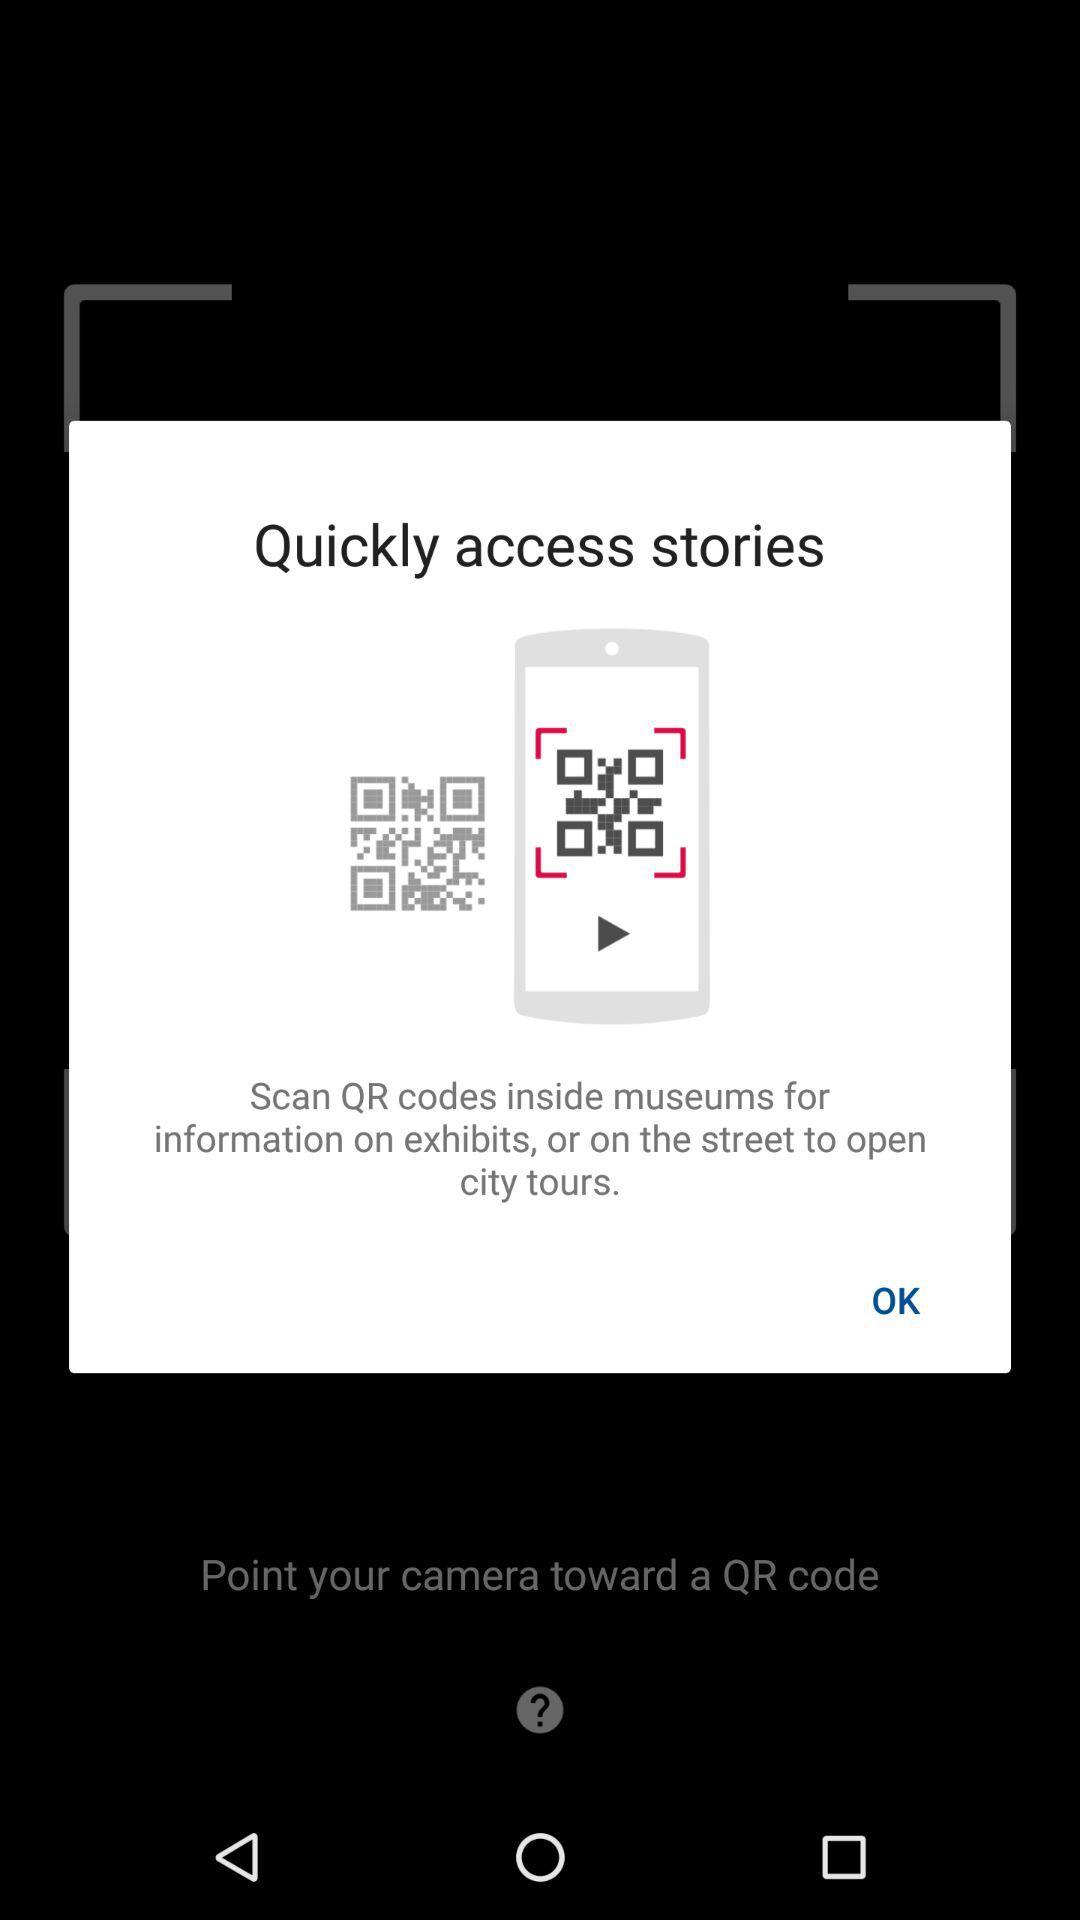 Quickly access stories
Scan QR codes inside museums for
information on exhibits, or on the street to open
city tours.
OK
Point your camera toward a QR code
?